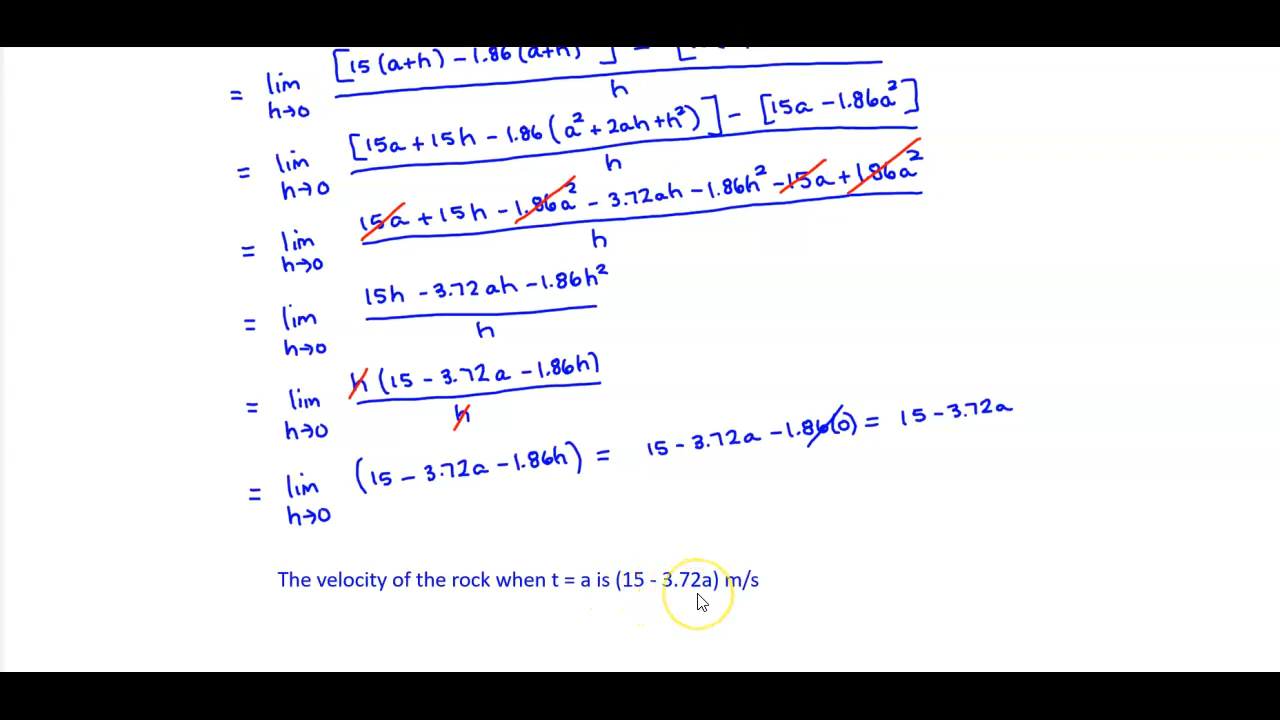 = lim h→0 [15(a+h) − 1.86(a+h) ] − [ / h
= lim h→0 [15a + 15h − 1.86(a² + 2ah + h²)] − [15a − 1.86a²] / h
= lim h→0 15a + 15h − 1.86a² − 3.72ah − 1.86h² − 15a + 1.86a² / h
= lim h→0 15h − 3.72ah − 1.86h² / h
= lim h→0 h(15 − 3.72a − 1.86h) / h
= lim h→0 (15 − 3.72a − 1.86h) = 15 − 3.72a − 1.86(0) = 15 − 3.72a
The velocity of the rock when t = a is (15 - 3.72a) m/s